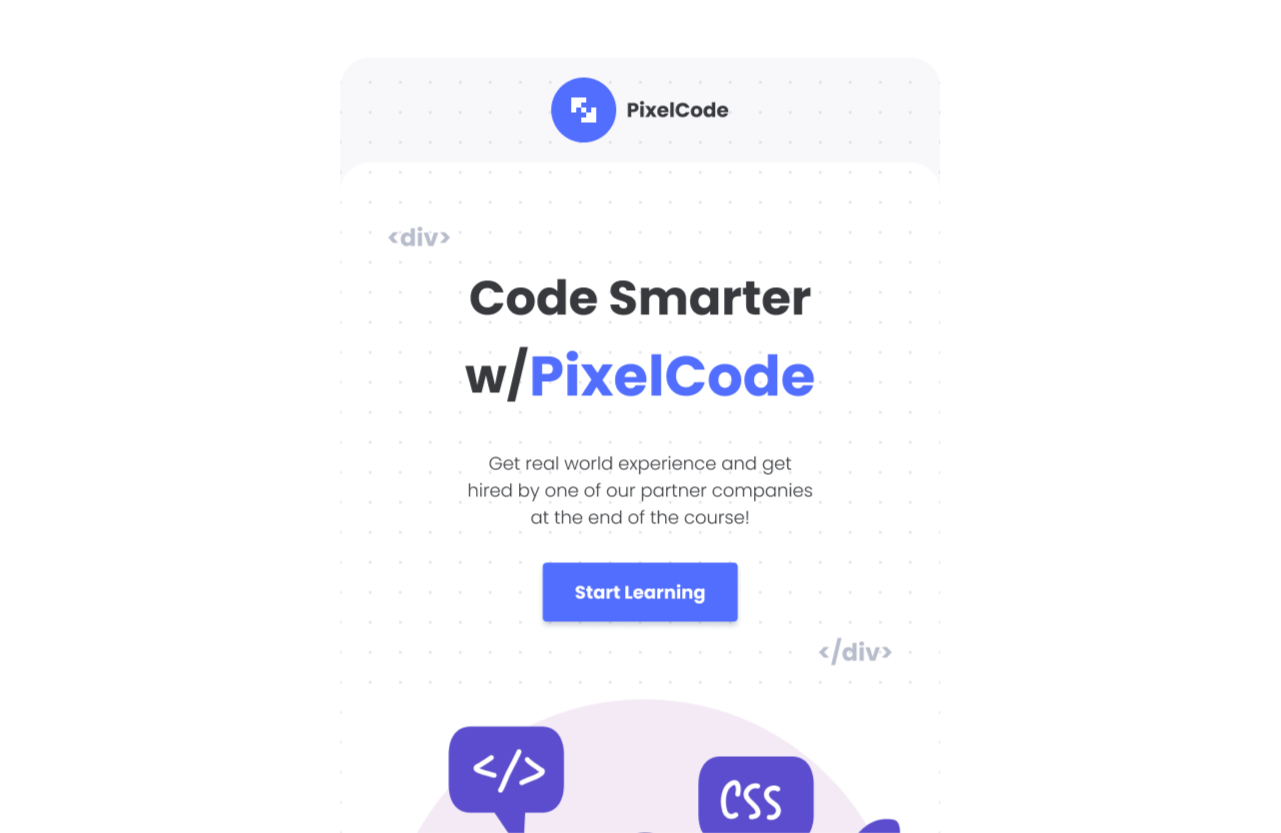 PixelCode
<div>
Code Smarter
w/PixelCode
Get real world experience and get
hired by one of our partner companies
at the end of the course!
Start Learning
</div>
</>
CSS